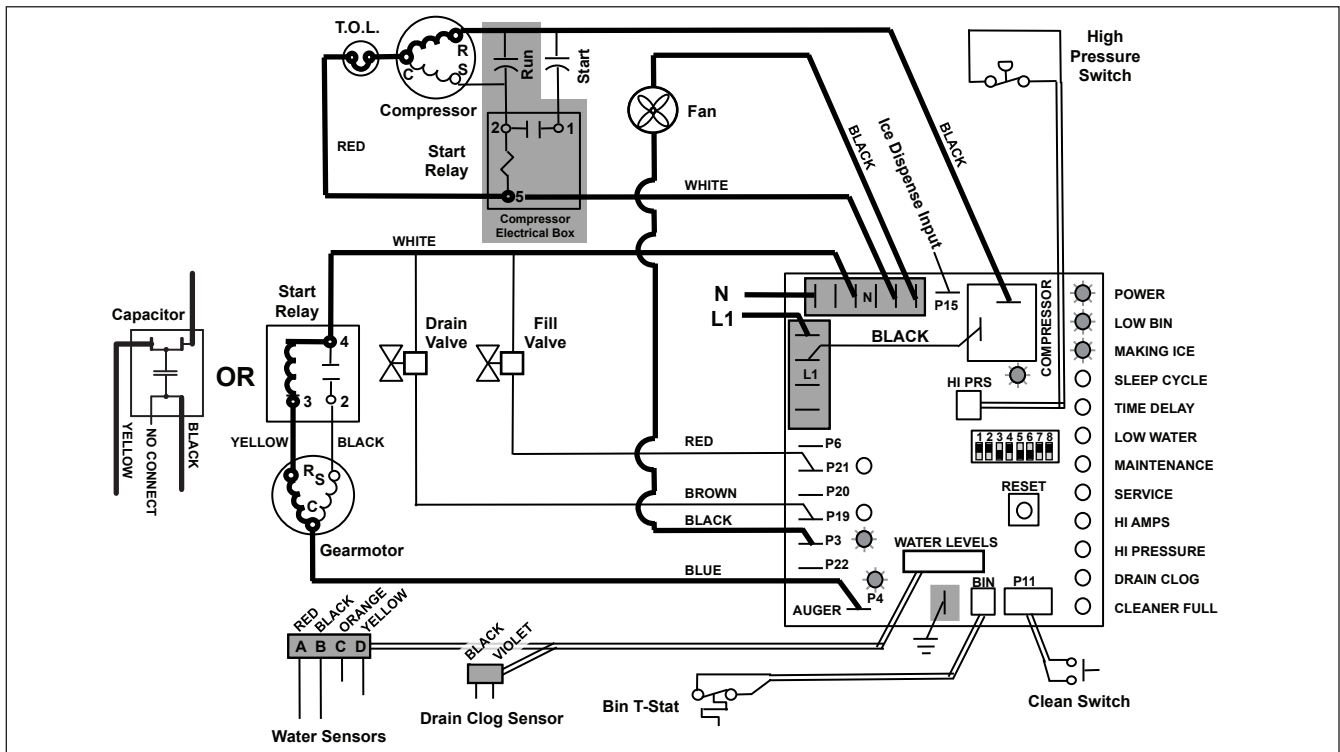 T.O.L.
R
C
S
Compressor
Run
Start
2
1
RED
Start
Relay
5
Compressor
Electrical Box
Fan
BLACK
Ice Dispense Input
BLACK
High
Pressure
Switch
WHITE
WHITE
Capacitor
YELLOW
NO CONNECT
BLACK
OR
Start
Relay
4
3
2
YELLOW
BLACK
R
S
C
Gearmotor
Drain
Valve
Fill
Valve
N
L1
N
P15
BLACK
L1
COMPRESSOR
HI PRS
1 2 3 4 5 6 7 8
RESET
RED
P6
P21
P20
BROWN
P19
BLACK
P3
P22
BLUE
P4
AUGER
WATER LEVELS
BIN
P11
POWER
LOW BIN
MAKING ICE
SLEEP CYCLE
TIME DELAY
LOW WATER
MAINTENANCE
SERVICE
HI AMPS
HI PRESSURE
DRAIN CLOG
CLEANER FULL
RED
BLACK
ORANGE
YELLOW
A B C D
Water Sensors
BLACK
VIOLET
Drain Clog Sensor
Bin T-Stat
Clean Switch